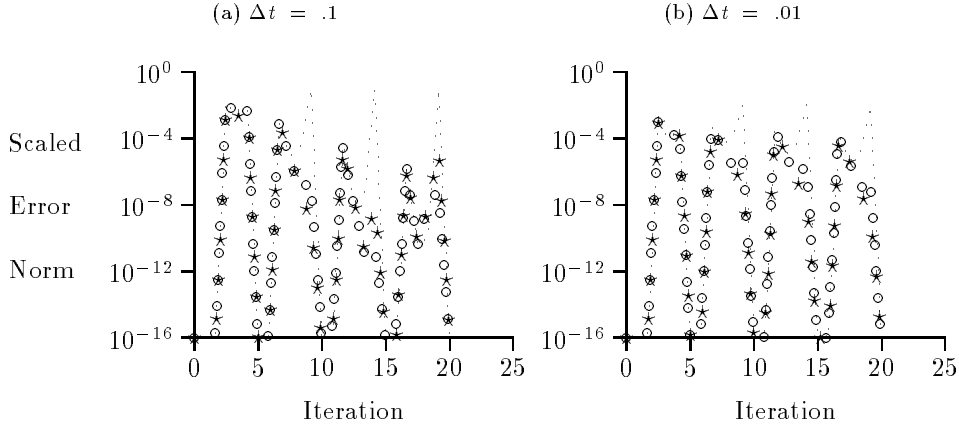 (a) Δt = .1
(b) Δt = .01
Scaled
Error
Norm
10^0
10^-4
10^-8
10^-12
10^-16
0 5 10 15 20 25
Iteration
10^0
10^-4
10^-8
10^-12
10^-16
0 5 10 15 20 25
Iteration